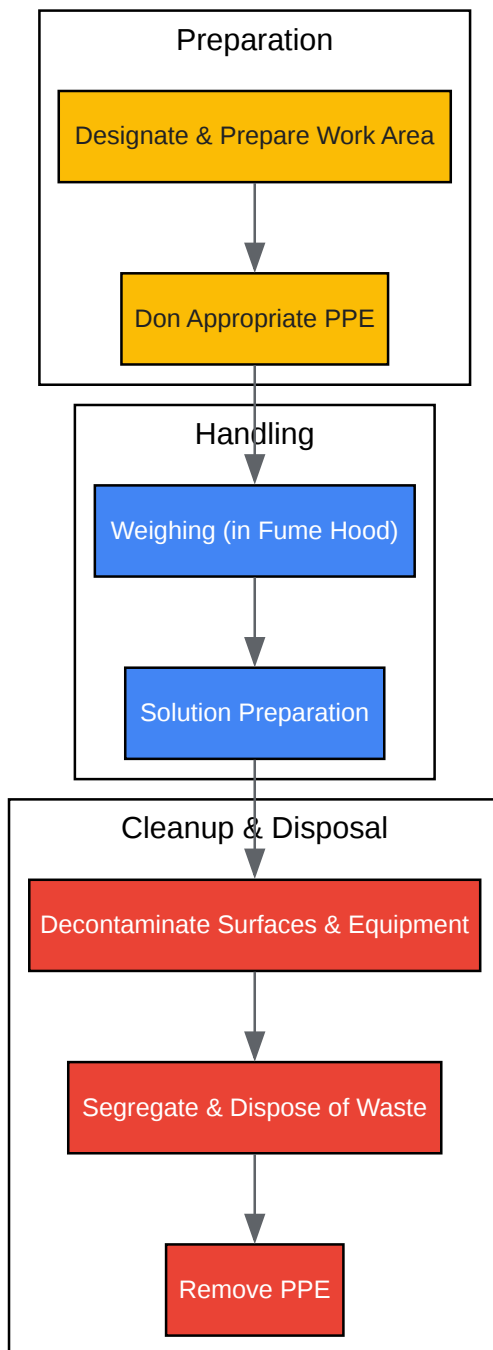 Preparation
Designate & Prepare Work Area
Don Appropriate PPE
Handling
Weighing (in Fume Hood)
Solution Preparation
Cleanup & Disposal
Decontaminate Surfaces & Equipment
Segregate & Dispose of Waste
Remove PPE